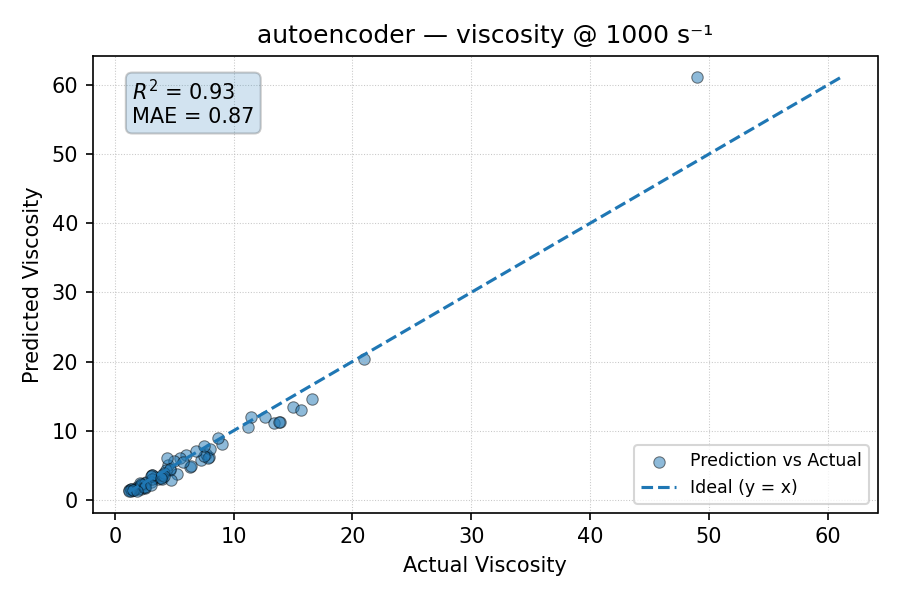 autoencoder — viscosity @ 1000 s⁻¹
R² = 0.93
MAE = 0.87
60
50
40
30
20
10
0
Predicted Viscosity
Prediction vs Actual
Ideal (y = x)
0 10 20 30 40 50 60
Actual Viscosity